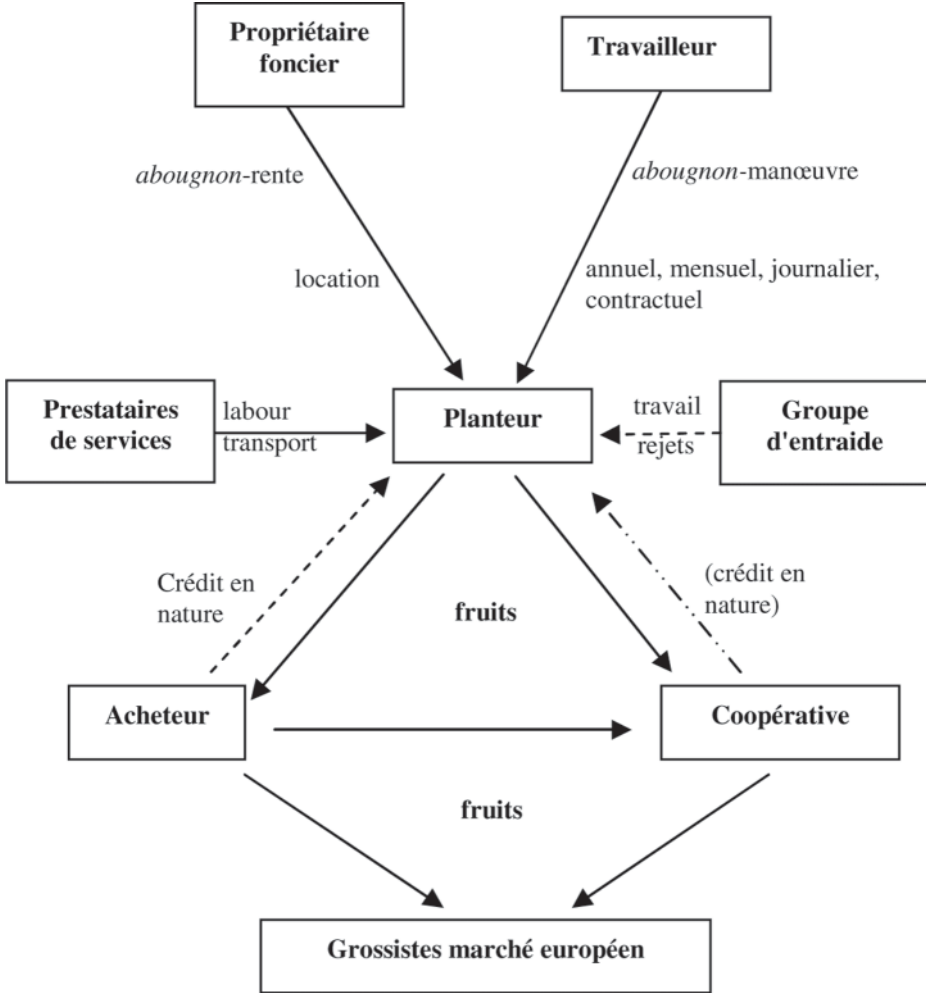 Propriétaire
foncier
Travailleur
abougnon-rente
abougnon-manœuvre
location
annuel, mensuel, journalier,
contractuel
Prestataires
de services
labour
transport
Planteur
travail
rejets
Groupe
d'entraide
Crédit en
nature
(crédit en
nature)
fruits
Acheteur
Coopérative
fruits
Grossistes marché européen